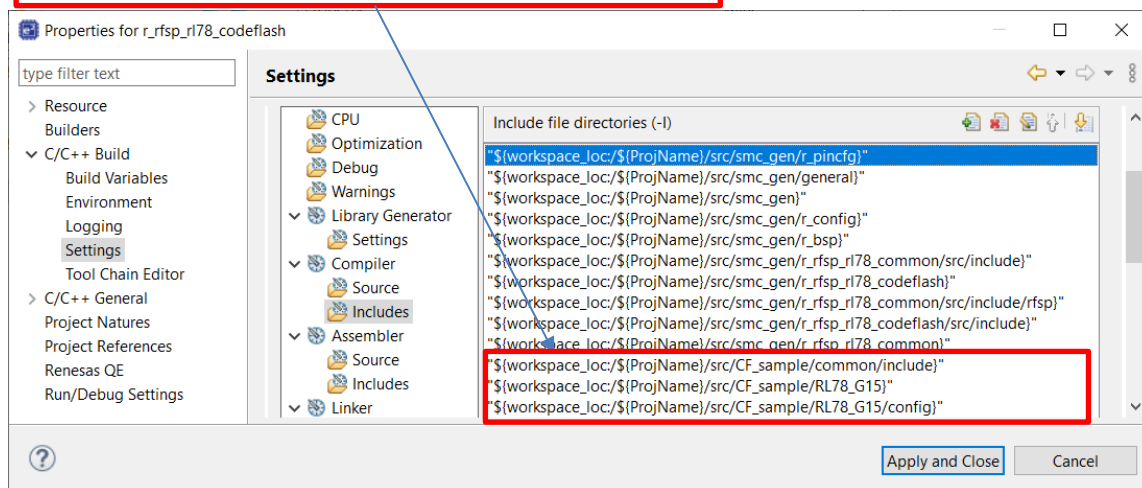 Properties for r_rfsp_rl78_codeflash
type filter text
Settings
Resource
Builders
C/C++ Build
Build Variables
Environment
Logging
Settings
Tool Chain Editor
C/C++ General
Project Natures
Project References
Renesas QE
Run/Debug Settings
CPU
Optimization
Debug
Warnings
Library Generator
Settings
Compiler
Source
Includes
Assembler
Source
Includes
Linker
Include file directories (-I)
"${workspace_loc:/${ProjName}/src/smc_gen/r_pincfg}"
"${workspace_loc:/${ProjName}/src/smc_gen/general}"
"${workspace_loc:/${ProjName}/src/smc_gen}"
"${workspace_loc:/${ProjName}/src/smc_gen/r_config}"
"${workspace_loc:/${ProjName}/src/smc_gen/r_bsp}"
"${workspace_loc:/${ProjName}/src/smc_gen/r_rfsp_rl78_common/src/include}"
"${workspace_loc:/${ProjName}/src/smc_gen/r_rfsp_rl78_codeflash}"
"${workspace_loc:/${ProjName}/src/smc_gen/r_rfsp_rl78_common/src/include/rfsp}"
"${workspace_loc:/${ProjName}/src/smc_gen/r_rfsp_rl78_codeflash/src/include}"
"${workspace_loc:/${ProjName}/src/smc_gen/r_rfsp_rl78_common}"
"${workspace_loc:/${ProjName}/src/CF_sample/common/include}"
"${workspace_loc:/${ProjName}/src/CF_sample/RL78_G15}"
"${workspace_loc:/${ProjName}/src/CF_sample/RL78_G15/config}"
Apply and Close
Cancel